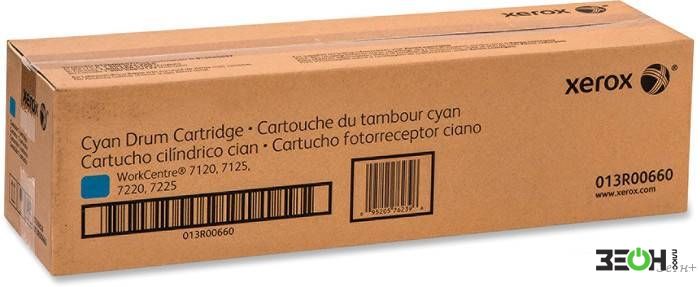 xerox
Cyan Drum Cartridge • Cartouche du tambour cyan
Cartucho cilíndrico cian • Cartucho fotorreceptor ciano
WorkCentre® 7120, 7125,
7220, 7225
013R00660
013R00660
www.xerox.com
ЗЕОН